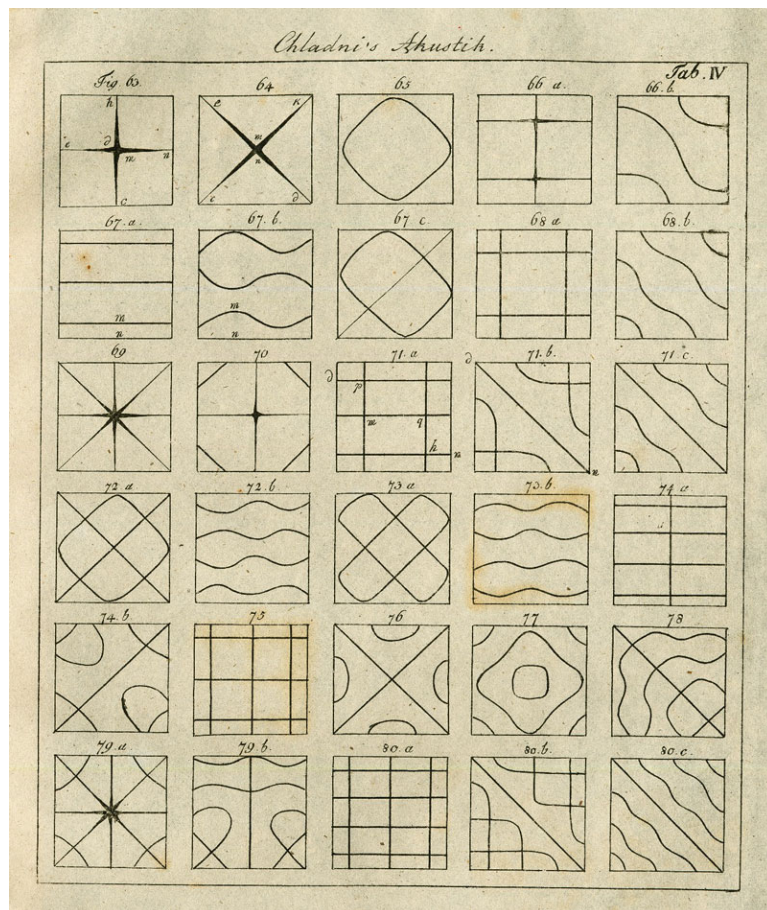 Chladni's Akustik.
Tab. IV
Fig 63. 64 65 66 a. 66. b.
h e κ
e d n m m n
c c d
67. a. 67. b. 67 c. 68 a 68. b.
m m
n n
69 70 71. a 71. b. 71. c.
d p d
m q
h n n
72 a 72. b. 73 a 73. b. 74 a
74. b 75 76 77 78
79. a 79. b 80. a 80. b. 80. c.